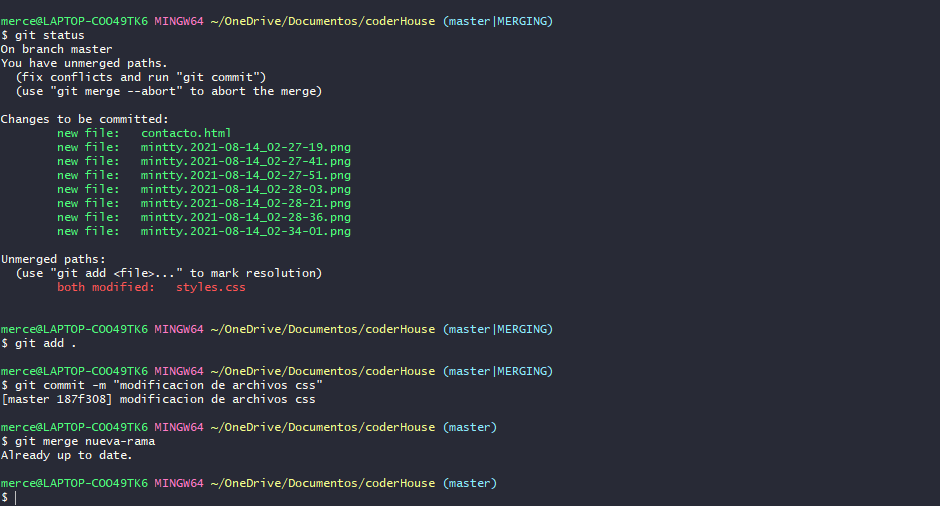 merce@LAPTOP-COO49TK6 MINGW64 ~/OneDrive/Documentos/coderHouse (master|MERGING)
$ git status
On branch master
You have unmerged paths.
  (fix conflicts and run "git commit")
  (use "git merge --abort" to abort the merge)

Changes to be committed:
        new file:   contacto.html
        new file:   mintty.2021-08-14_02-27-19.png
        new file:   mintty.2021-08-14_02-27-41.png
        new file:   mintty.2021-08-14_02-27-51.png
        new file:   mintty.2021-08-14_02-28-03.png
        new file:   mintty.2021-08-14_02-28-21.png
        new file:   mintty.2021-08-14_02-28-36.png
        new file:   mintty.2021-08-14_02-34-01.png

Unmerged paths:
  (use "git add <file>..." to mark resolution)
        both modified:   styles.css

merce@LAPTOP-COO49TK6 MINGW64 ~/OneDrive/Documentos/coderHouse (master|MERGING)
$ git add .

merce@LAPTOP-COO49TK6 MINGW64 ~/OneDrive/Documentos/coderHouse (master|MERGING)
$ git commit -m "modificacion de archivos css"
[master 187f308] modificacion de archivos css

merce@LAPTOP-COO49TK6 MINGW64 ~/OneDrive/Documentos/coderHouse (master)
$ git merge nueva-rama
Already up to date.

merce@LAPTOP-COO49TK6 MINGW64 ~/OneDrive/Documentos/coderHouse (master)
$